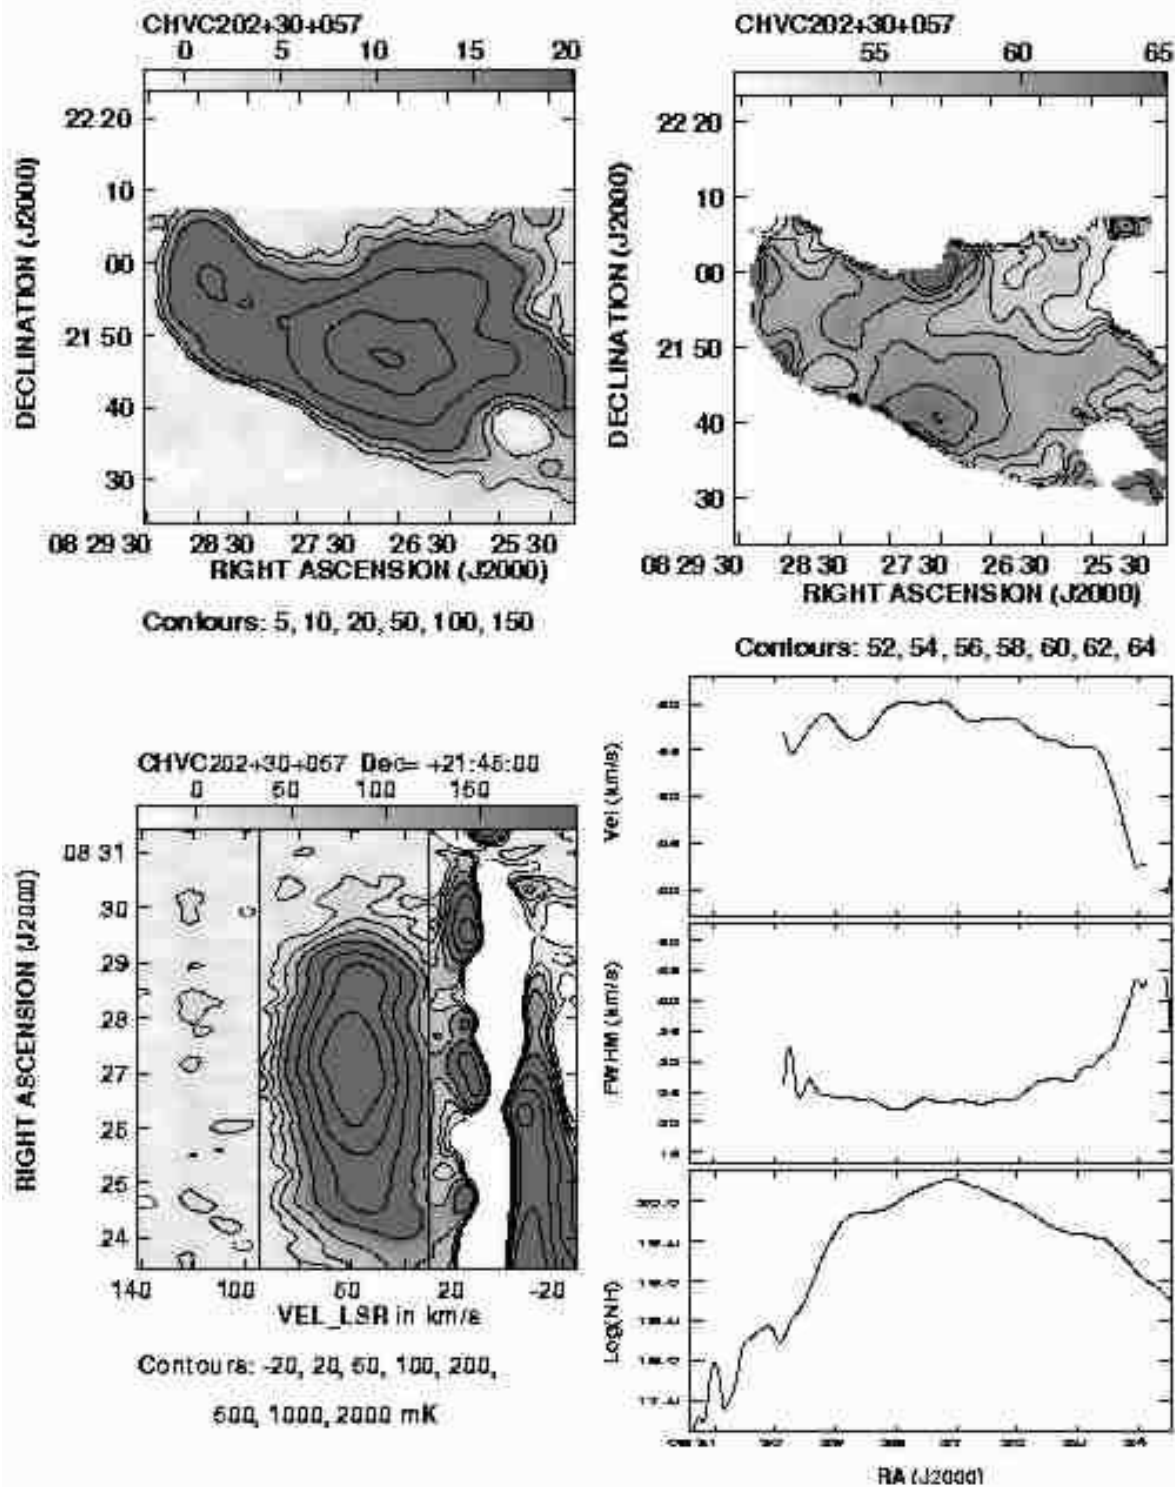 CHVC202+30+057
0 5 10 15 20
22 20
10
00
21 50
40
30
DECLINATION (J2000)
08 29 30 28 30 27 30 26 30 25 30
RIGHT ASCENSION (J2000)
Contours: 5, 10, 20, 50, 100, 150
CHVC202+30+057
55 60 65
22 20
10
00
21 50
40
30
DECLINATION (J2000)
08 29 30 28 30 27 30 26 30 25 30
RIGHT ASCENSION (J2000)
Contours: 52, 54, 56, 58, 60, 62, 64
CHVC202+30+057 Dec= +21:45:00
0 50 100 150
08 31
30
29
28
27
26
25
24
RIGHT ASCENSION (J2000)
140 100 60 20 -20
VEL_LSR in km/s
Contours: -20, 20, 50, 100, 200,
500, 1000, 2000 mK
Vel (km/s)
FWHM (km/s)
Log(NH)
RA (J2000)